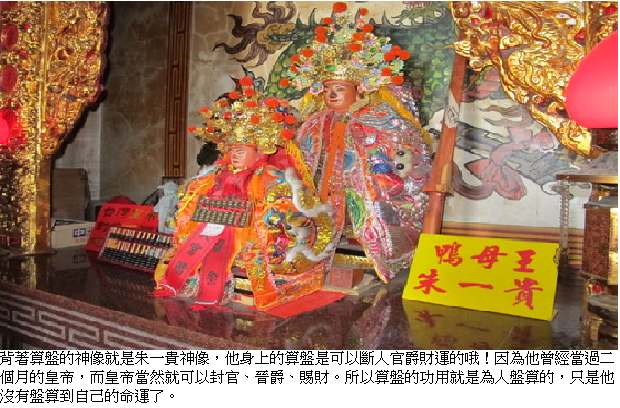 鴨母王
朱一貴
背著算盤的神像就是朱一貴神像，他身上的算盤是可以斷人官爵財運的哦！因為他曾經當過二
個月的皇帝，而皇帝當然就可以封官、晉爵、賜財。所以算盤的功用就是為人盤算的，只是他
沒有盤算到自己的命運了。